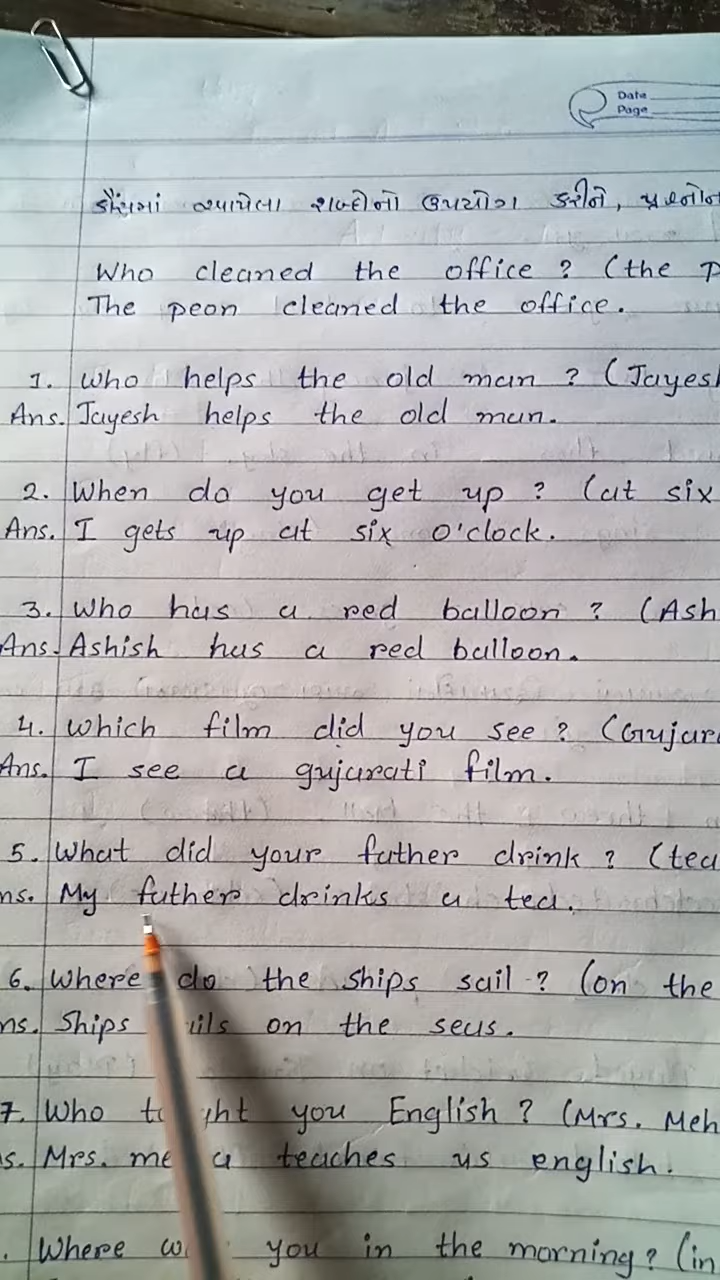 Date
Page
કૌંસમાં આપેલા શબ્દોનો ઉપયોગ કરીને, પ્રશ્નોન
Who cleaned the office ? (the p
The peon cleaned the office.
1. Who helps the old man ? (Jayesh
Ans. Jayesh helps the old man.
2. When do you get up ? (at six
Ans. I gets up at six o'clock.
3. Who has a red balloon ? (Ash
Ans. Ashish has a red balloon.
4. Which film did you see ? (Gujar
Ans. I see a gujarati film.
5. What did your father drink ? (tea
ns. My father drinks a tea.
6. Where do the ships sail ? (on the
ns. Ships ils on the seas.
7. Who ght you English ? (Mrs. Meh
s. Mrs. me a teaches us english.
. Where you in the morning ? (in